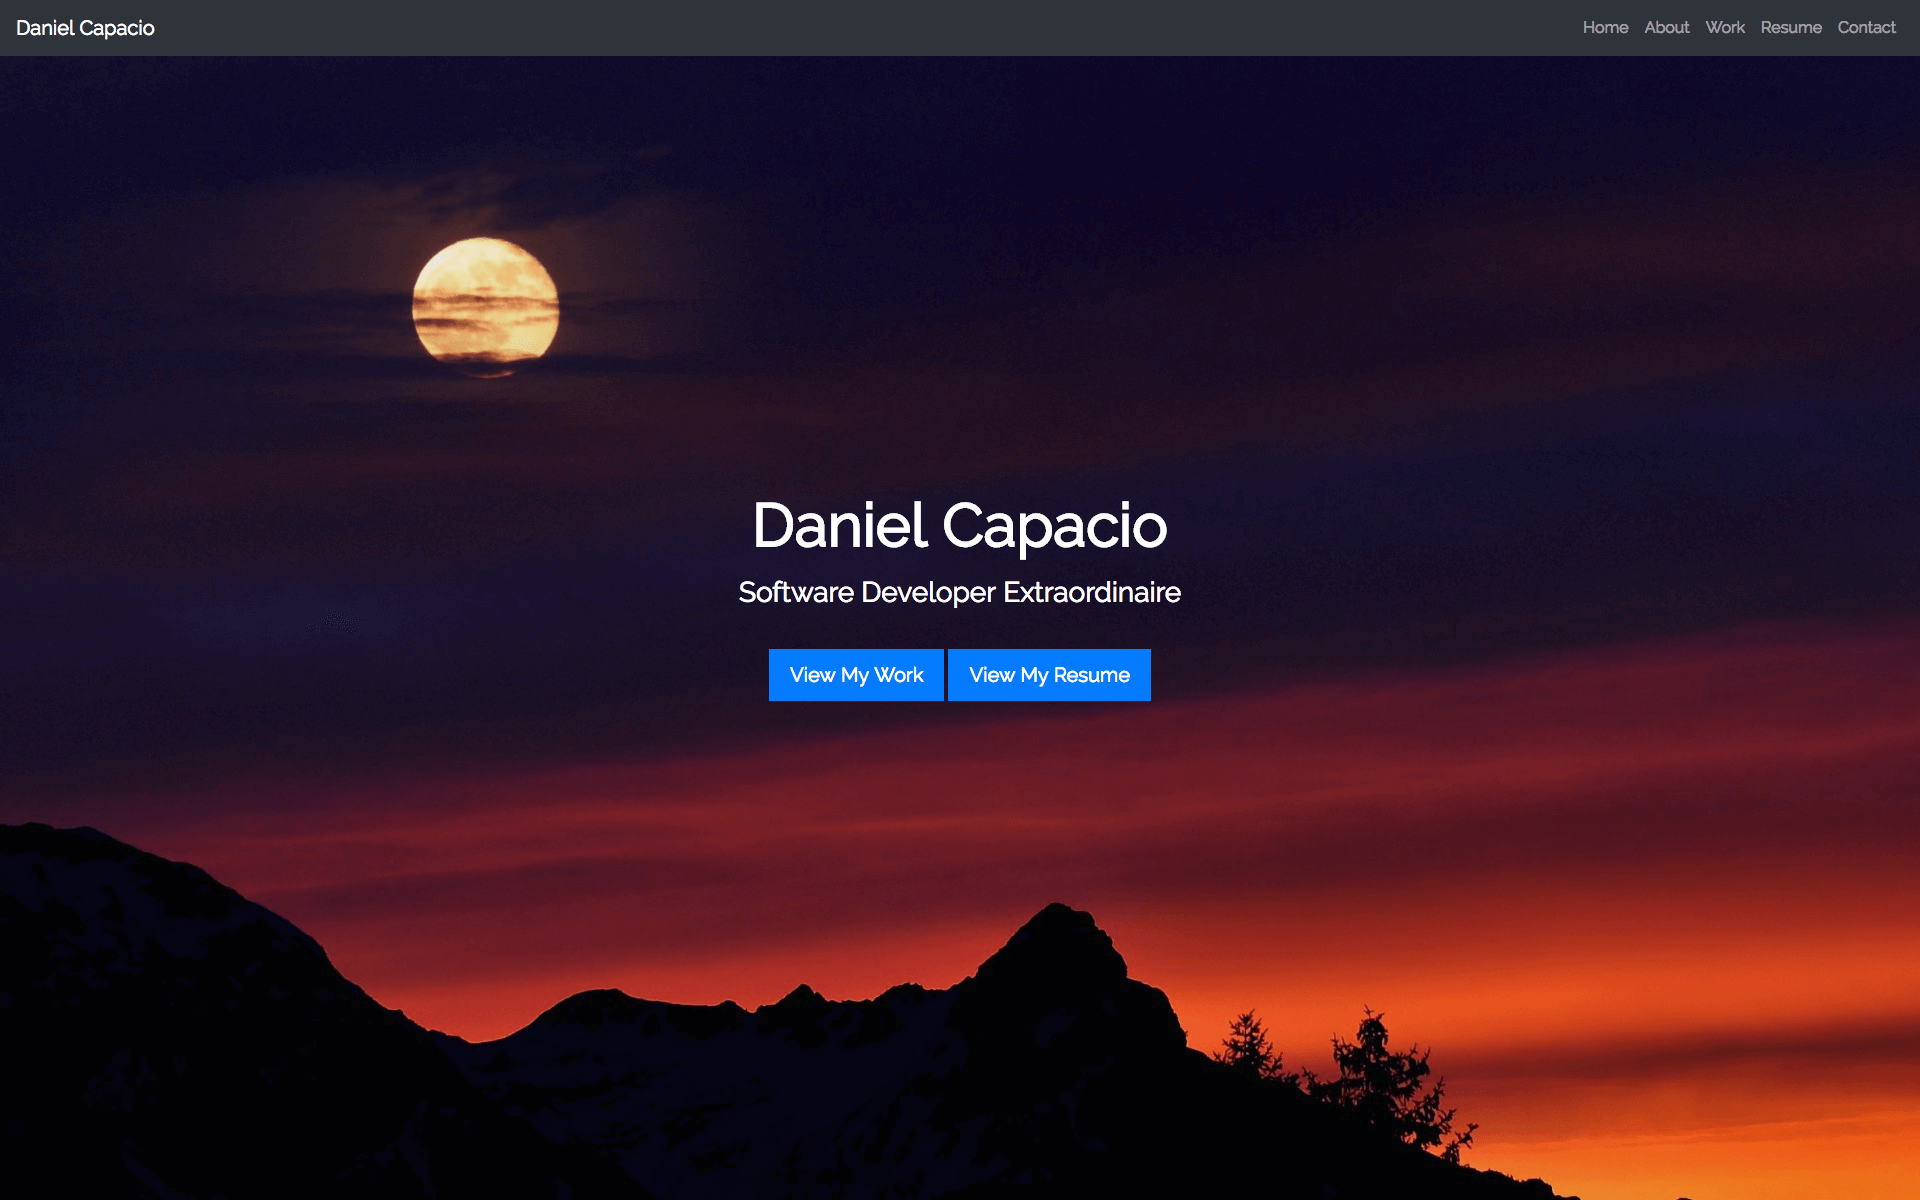 Daniel Capacio
Home About Work Resume Contact
Daniel Capacio
Software Developer Extraordinaire
View My Work View My Resume